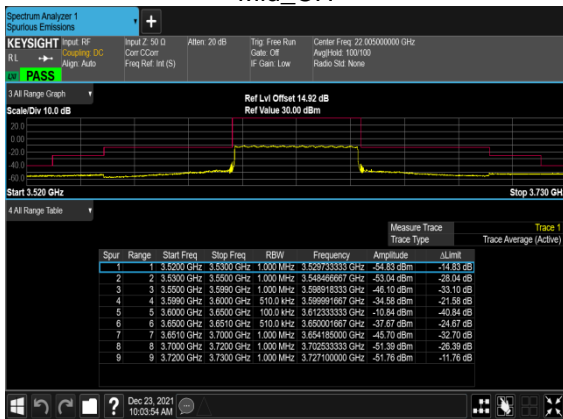 Spectrum Analyzer 1
Spurious Emissions
KEYSIGHT Input: RF Input Z: 50 Ω Atten: 20 dB Trig: Free Run Center Freq: 22.005000000 GHz
RL Coupling: DC Corr CCorr Gate: Off Avg|Hold: 100/100
Align: Auto Freq Ref: Int (S) IF Gain: Low Radio Std: None
PASS
3 All Range Graph Ref Lvl Offset 14.92 dB
Scale/Div 10.0 dB Ref Value 30.00 dBm
20.0
0.00
-20.0
-40.0
-60.0
Start 3.520 GHz Stop 3.730 GH
4 All Range Table
Measure Trace Trace 1
Trace Type Trace Average (Active)
Spur Range Start Freq Stop Freq RBW Frequency Amplitude ΔLimit
1 1 3.5200 GHz 3.5300 GHz 1.000 MHz 3.529733333 GHz -54.83 dBm -14.83 dB
2 2 3.5300 GHz 3.5500 GHz 1.000 MHz 3.548466667 GHz -53.04 dBm -28.04 dB
3 3 3.5500 GHz 3.5990 GHz 1.000 MHz 3.598918333 GHz -46.10 dBm -33.10 dB
4 4 3.5990 GHz 3.6000 GHz 510.0 kHz 3.599991667 GHz -34.58 dBm -21.58 dB
5 5 3.6000 GHz 3.6500 GHz 100.0 kHz 3.612333333 GHz -10.84 dBm -40.84 dB
6 6 3.6500 GHz 3.6510 GHz 510.0 kHz 3.650001667 GHz -37.67 dBm -24.67 dB
7 7 3.6510 GHz 3.7000 GHz 1.000 MHz 3.654185000 GHz -45.70 dBm -32.70 dB
8 8 3.7000 GHz 3.7200 GHz 1.000 MHz 3.702533333 GHz -51.39 dBm -26.39 dB
9 9 3.7200 GHz 3.7300 GHz 1.000 MHz 3.727100000 GHz -51.76 dBm -11.76 dB
Dec 23, 2021
10:03:54 AM